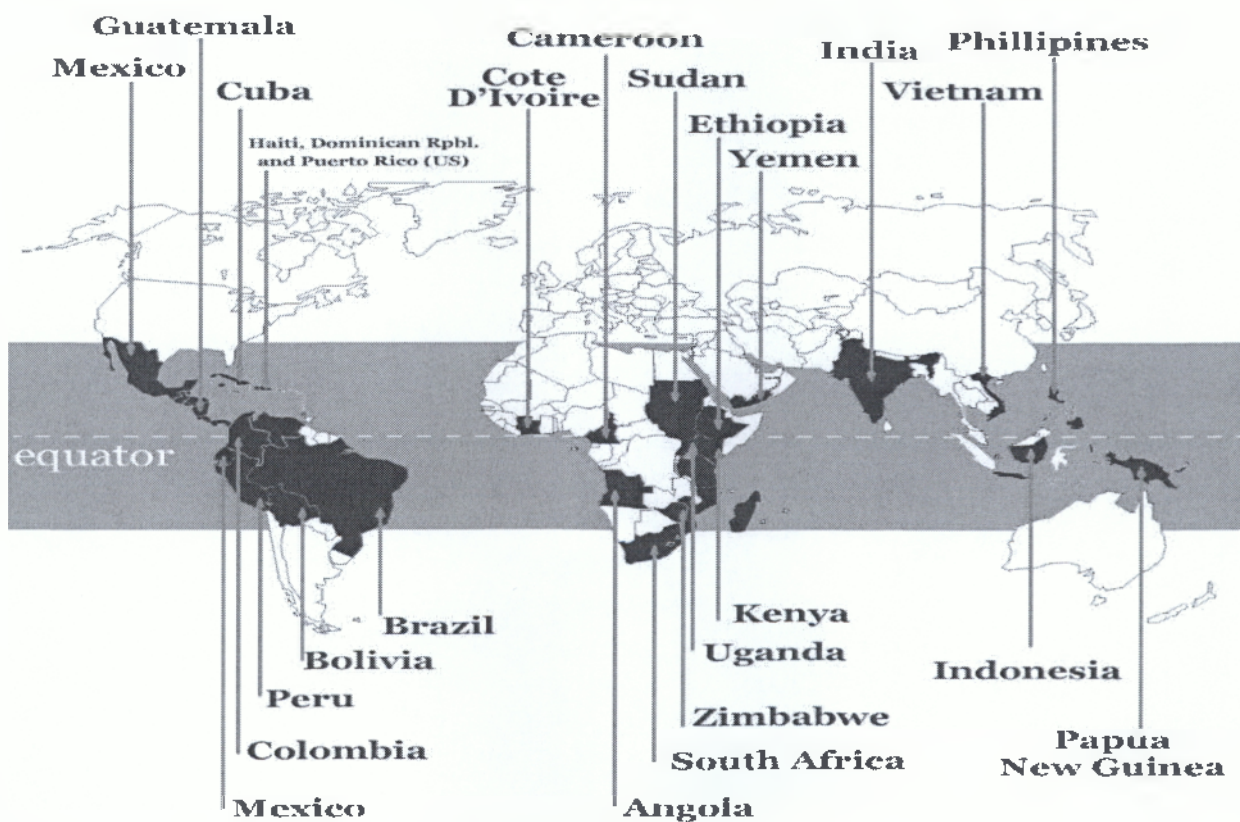 Guatemala
Mexico
Cuba
Haiti, Dominican Rpbl.
and Puerto Rico (US)
Cameroon
Cote
D'Ivoire
Sudan
Ethiopia
Yemen
India
Phillipines
Vietnam
equator
Brazil
Bolivia
Peru
Colombia
Mexico
Kenya
Uganda
Zimbabwe
South Africa
Angola
Indonesia
Papua
New Guinea